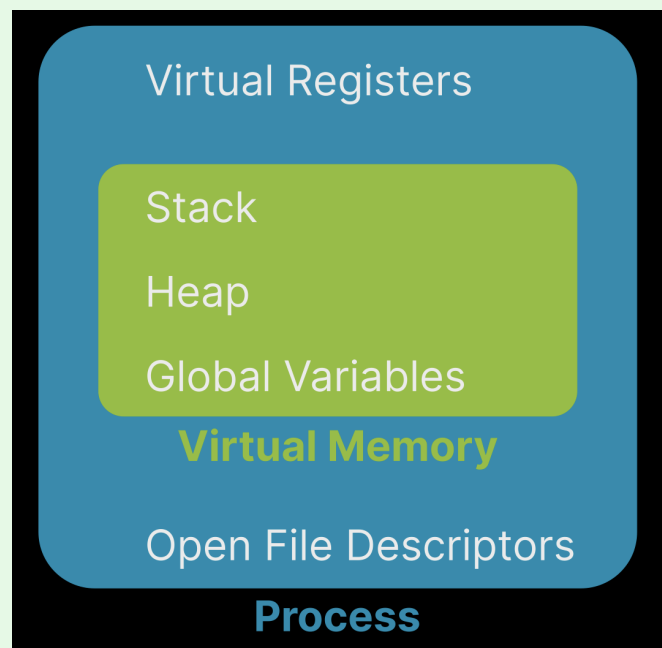 Virtual Registers
Stack
Heap
Global Variables
Virtual Memory
Open File Descriptors
Process